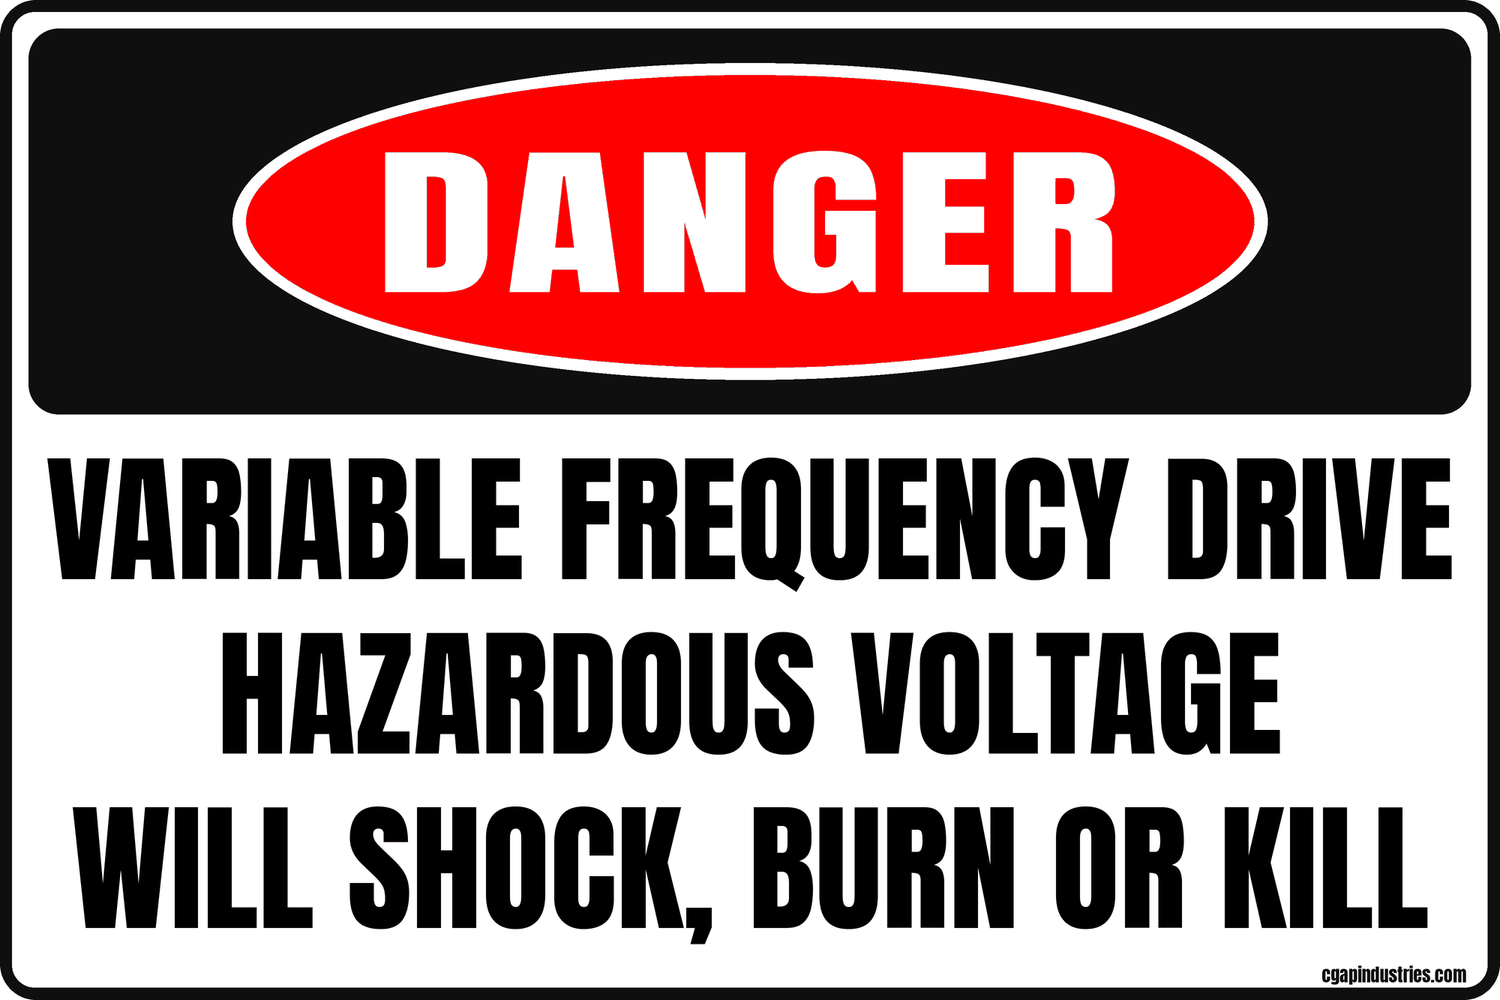 DANGER
VARIABLE FREQUENCY DRIVE
HAZARDOUS VOLTAGE
WILL SHOCK, BURN OR KILL
cgapindustries.com